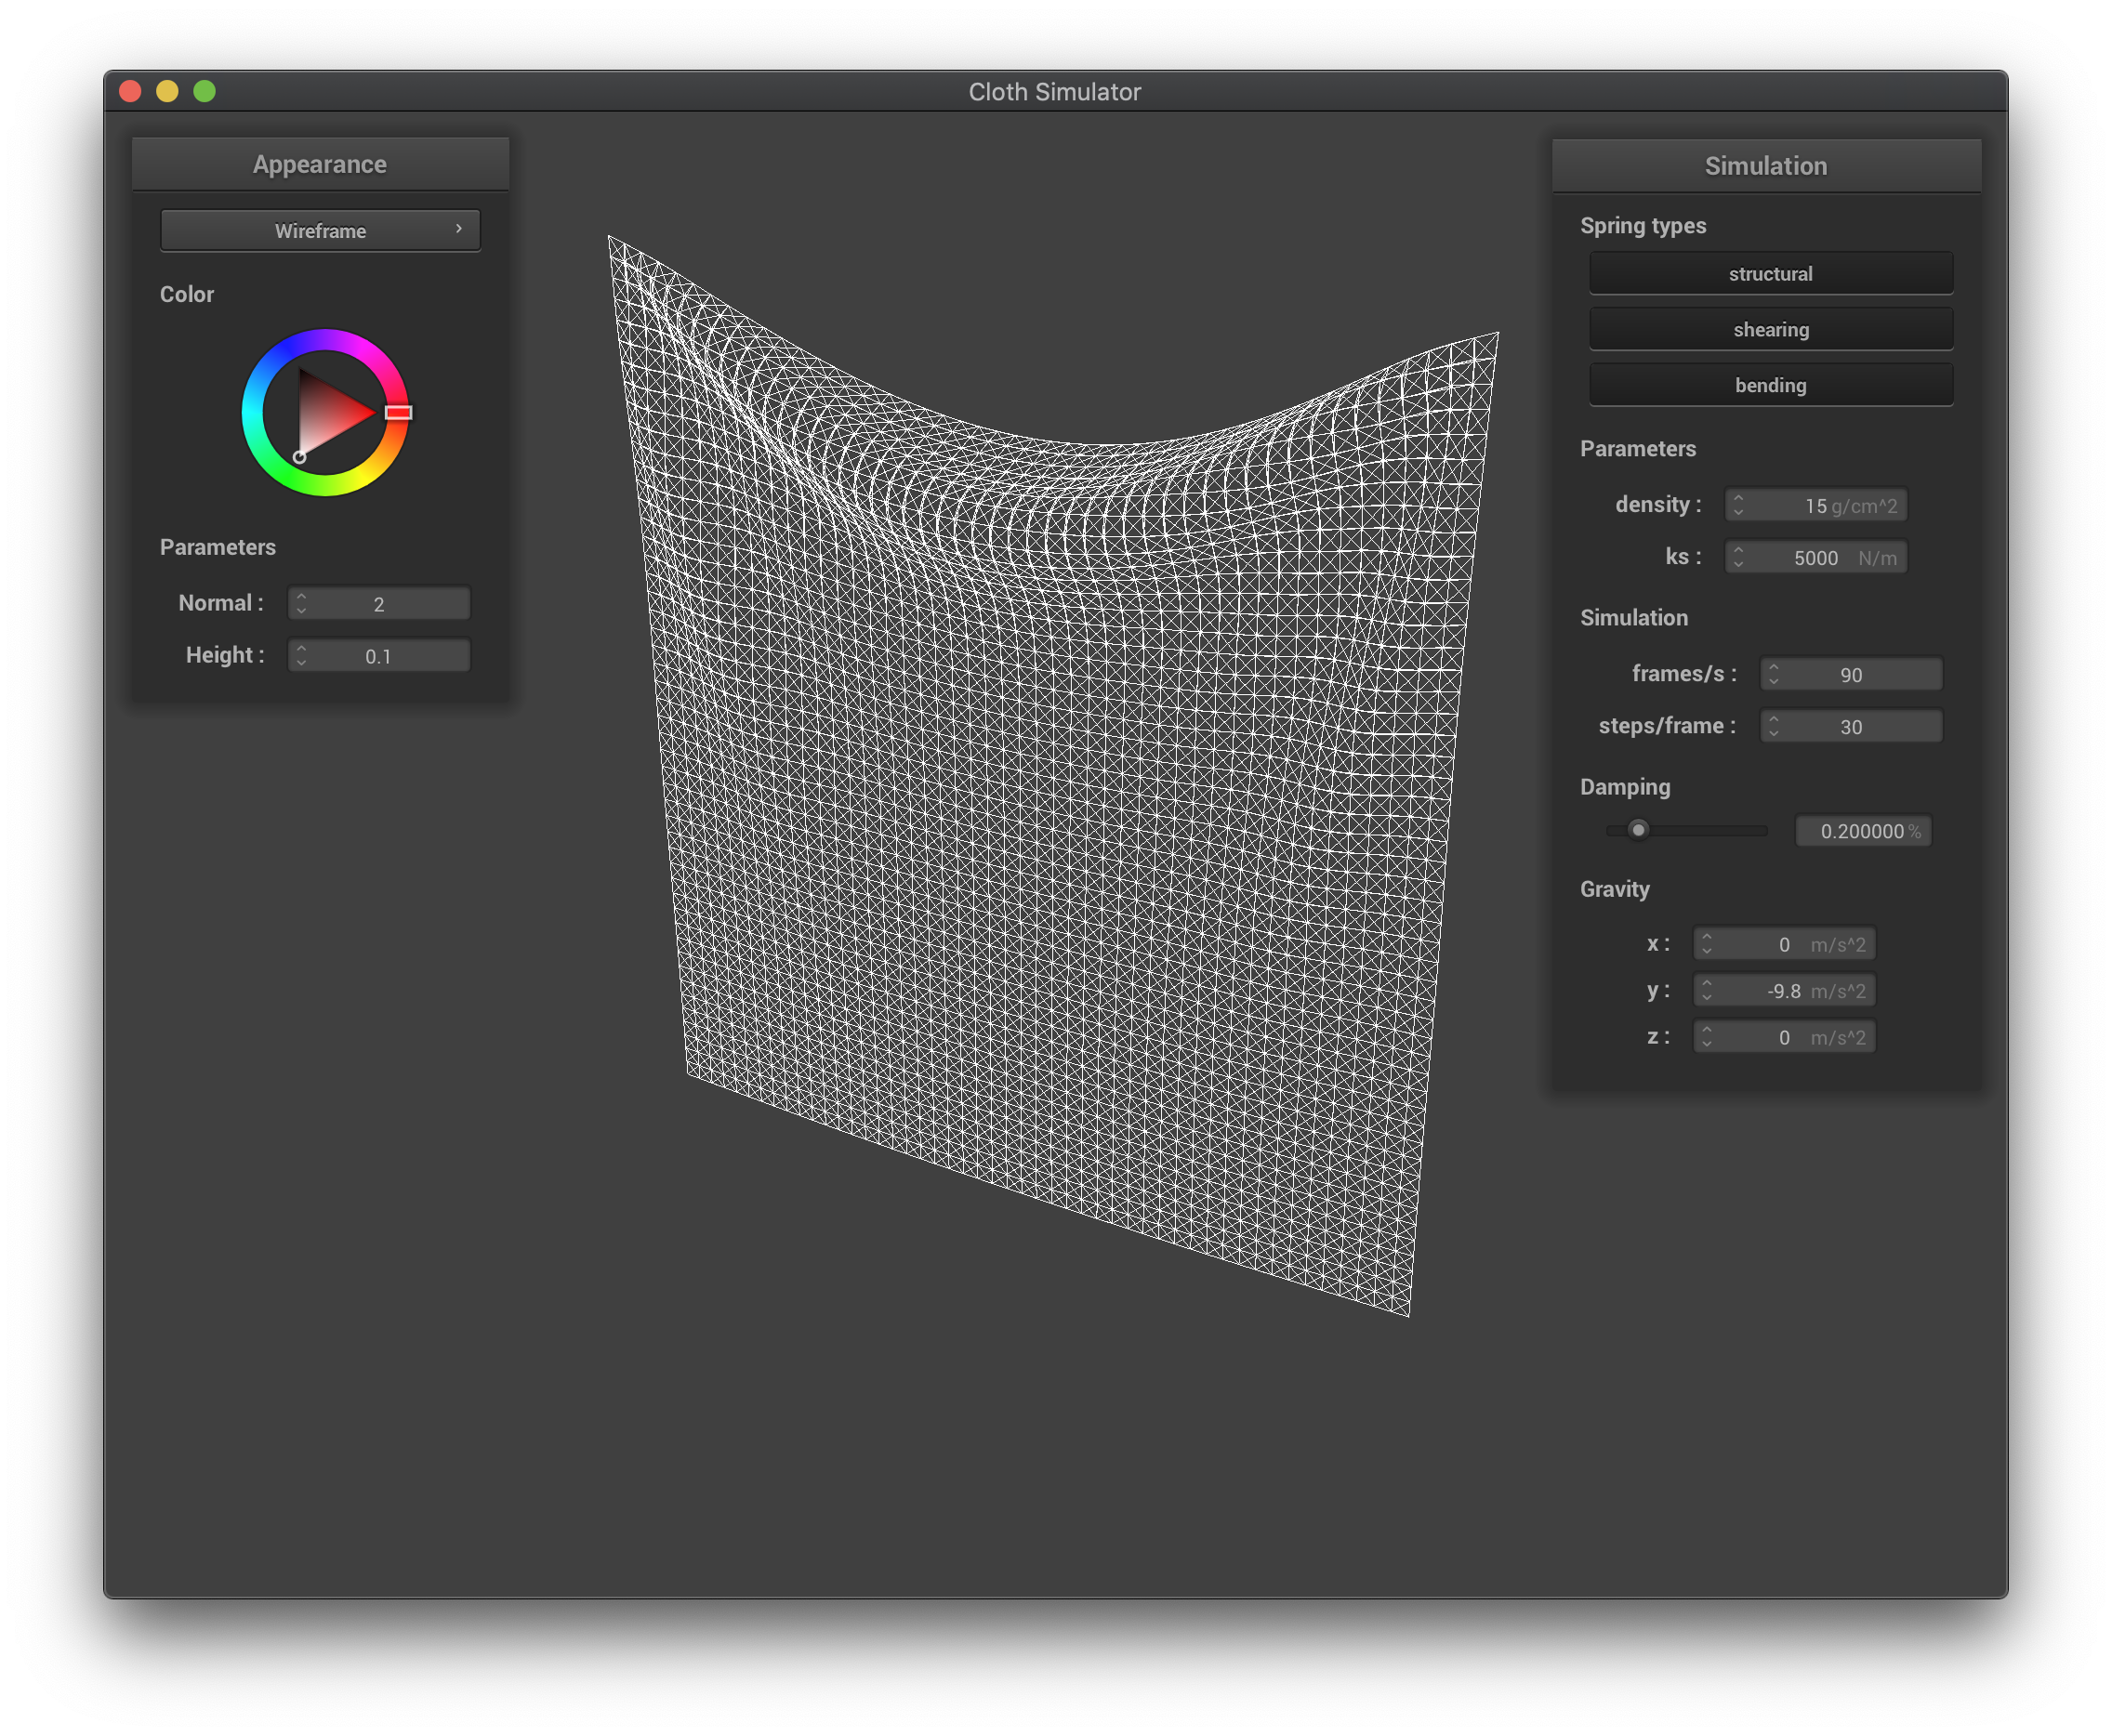 Cloth Simulator
Appearance
Wireframe
Color
Parameters
Normal : 2
Height : 0.1
Simulation
Spring types
structural
shearing
bending
Parameters
density : 15 g/cm^2
ks : 5000 N/m
Simulation
frames/s : 90
steps/frame : 30
Damping
0.200000 %
Gravity
x : 0 m/s^2
y : -9.8 m/s^2
z : 0 m/s^2